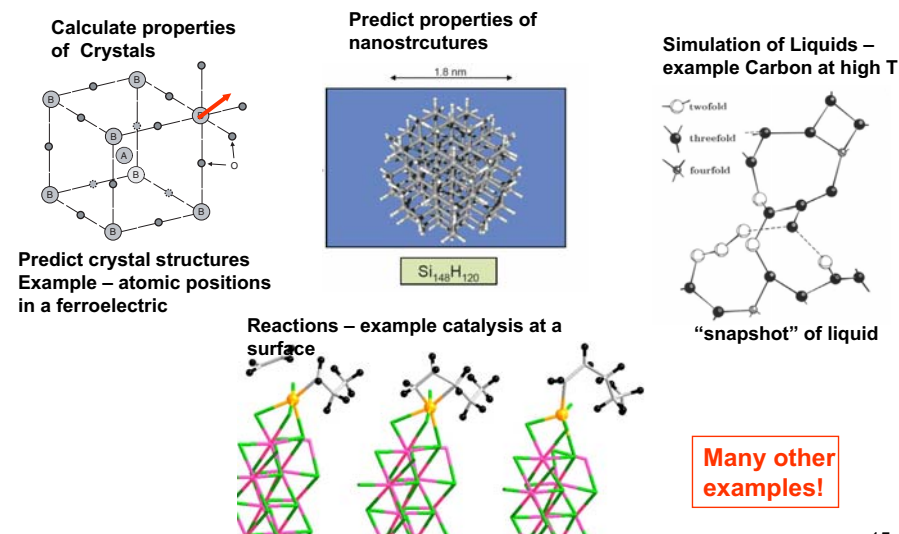 Calculate properties
of Crystals
B
B
B
B
A
B
B
B
O
Predict crystal structures
Example – atomic positions
in a ferroelectric
Predict properties of
nanostrcutures
1.8 nm
Si₁₄₈H₁₂₀
Simulation of Liquids –
example Carbon at high T
twofold
threefold
fourfold
“snapshot” of liquid
Reactions – example catalysis at a
surface
Many other
examples!